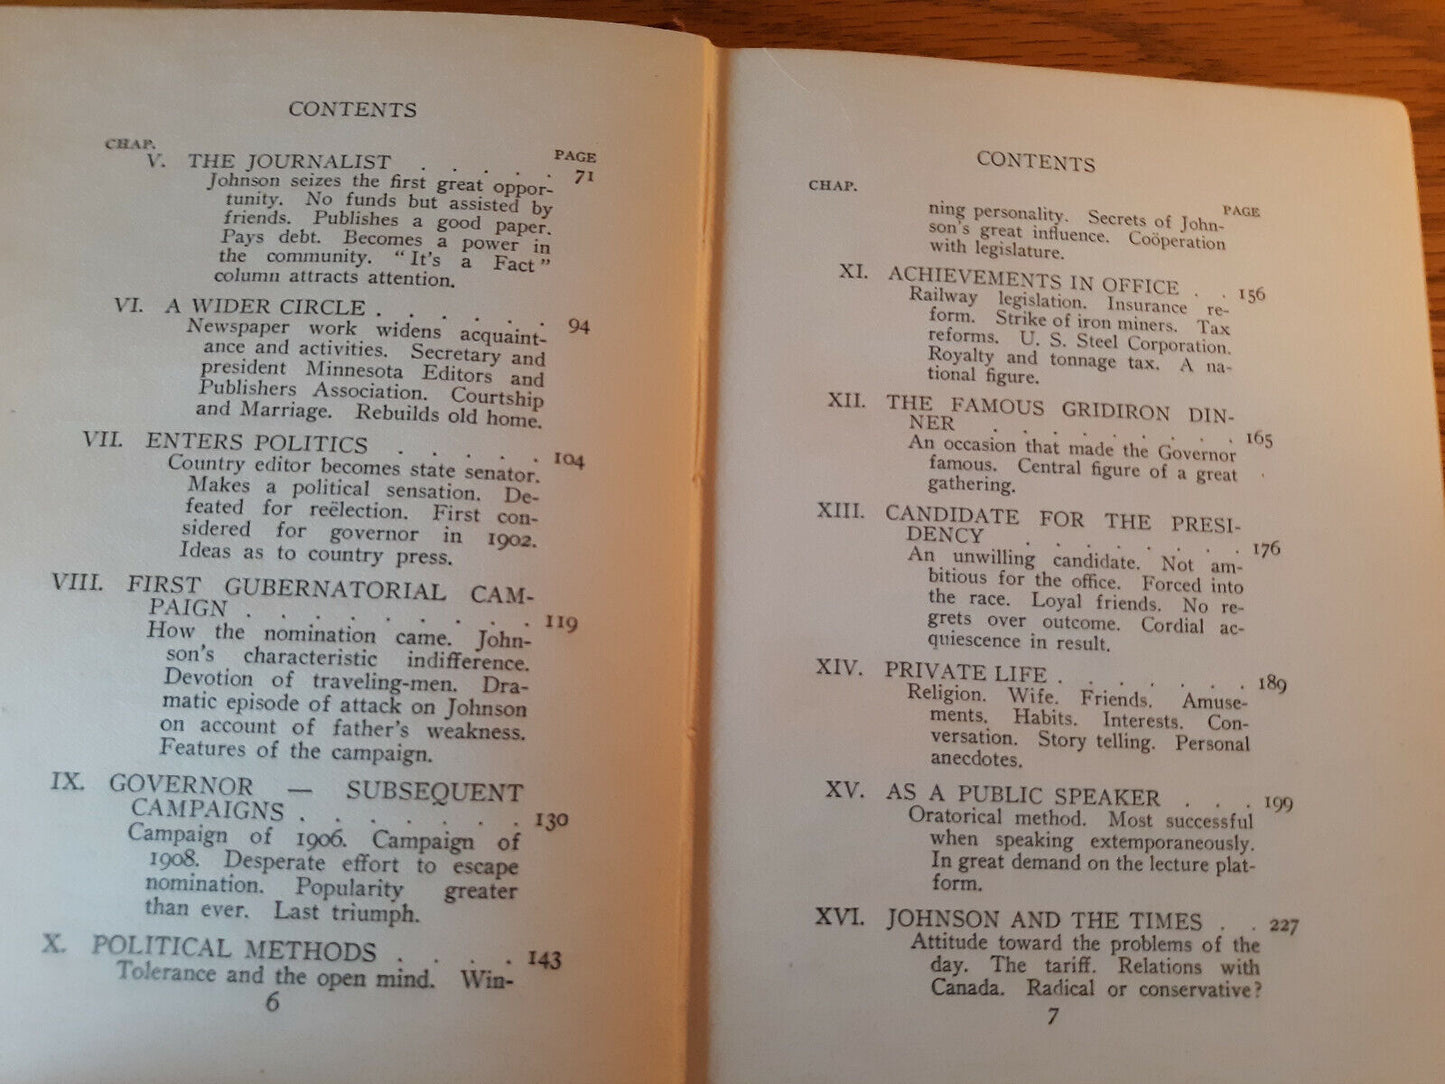 CONTENTS
CHAP. PAGE
V. THE JOURNALIST . . . . . 71
Johnson seizes the first great oppor-
tunity. No funds but assisted by
friends. Publishes a good paper.
Pays debt. Becomes a power in
the community. "It's a Fact"
column attracts attention.
VI. A WIDER CIRCLE . . . . . . 94
Newspaper work widens acquaint-
ance and activities. Secretary and
president Minnesota Editors and
Publishers Association. Courtship
and Marriage. Rebuilds old home.
VII. ENTERS POLITICS . . . . . 104
Country editor becomes state senator.
Makes a political sensation. De-
feated for reëlection. First con-
sidered for governor in 1902.
Ideas as to country press.
VIII. FIRST GUBERNATORIAL CAM-
PAIGN . . . . . . . . . 119
How the nomination came. John-
son's characteristic indifference.
Devotion of traveling-men. Dra-
matic episode of attack on Johnson
on account of father's weakness.
Features of the campaign.
IX. GOVERNOR — SUBSEQUENT
CAMPAIGNS . . . . . . . 130
Campaign of 1906. Campaign of
1908. Desperate effort to escape
nomination. Popularity greater
than ever. Last triumph.
X. POLITICAL METHODS . . . . 143
Tolerance and the open mind. Win-
6
CONTENTS
CHAP. PAGE
ning personality. Secrets of John-
son's great influence. Coöperation
with legislature.
XI. ACHIEVEMENTS IN OFFICE . . 156
Railway legislation. Insurance re-
form. Strike of iron miners. Tax
reforms. U. S. Steel Corporation.
Royalty and tonnage tax. A na-
tional figure.
XII. THE FAMOUS GRIDIRON DIN-
NER . . . . . . . . . 165
An occasion that made the Governor
famous. Central figure of a great
gathering.
XIII. CANDIDATE FOR THE PRESI-
DENCY . . . . . . . . 176
An unwilling candidate. Not am-
bitious for the office. Forced into
the race. Loyal friends. No re-
grets over outcome. Cordial ac-
quiescence in result.
XIV. PRIVATE LIFE . . . . . . . 189
Religion. Wife. Friends. Amuse-
ments. Habits. Interests. Con-
versation. Story telling. Personal
anecdotes.
XV. AS A PUBLIC SPEAKER . . . 199
Oratorical method. Most successful
when speaking extemporaneously.
In great demand on the lecture plat-
form.
XVI. JOHNSON AND THE TIMES . . 227
Attitude toward the problems of the
day. The tariff. Relations with
Canada. Radical or conservative?
7